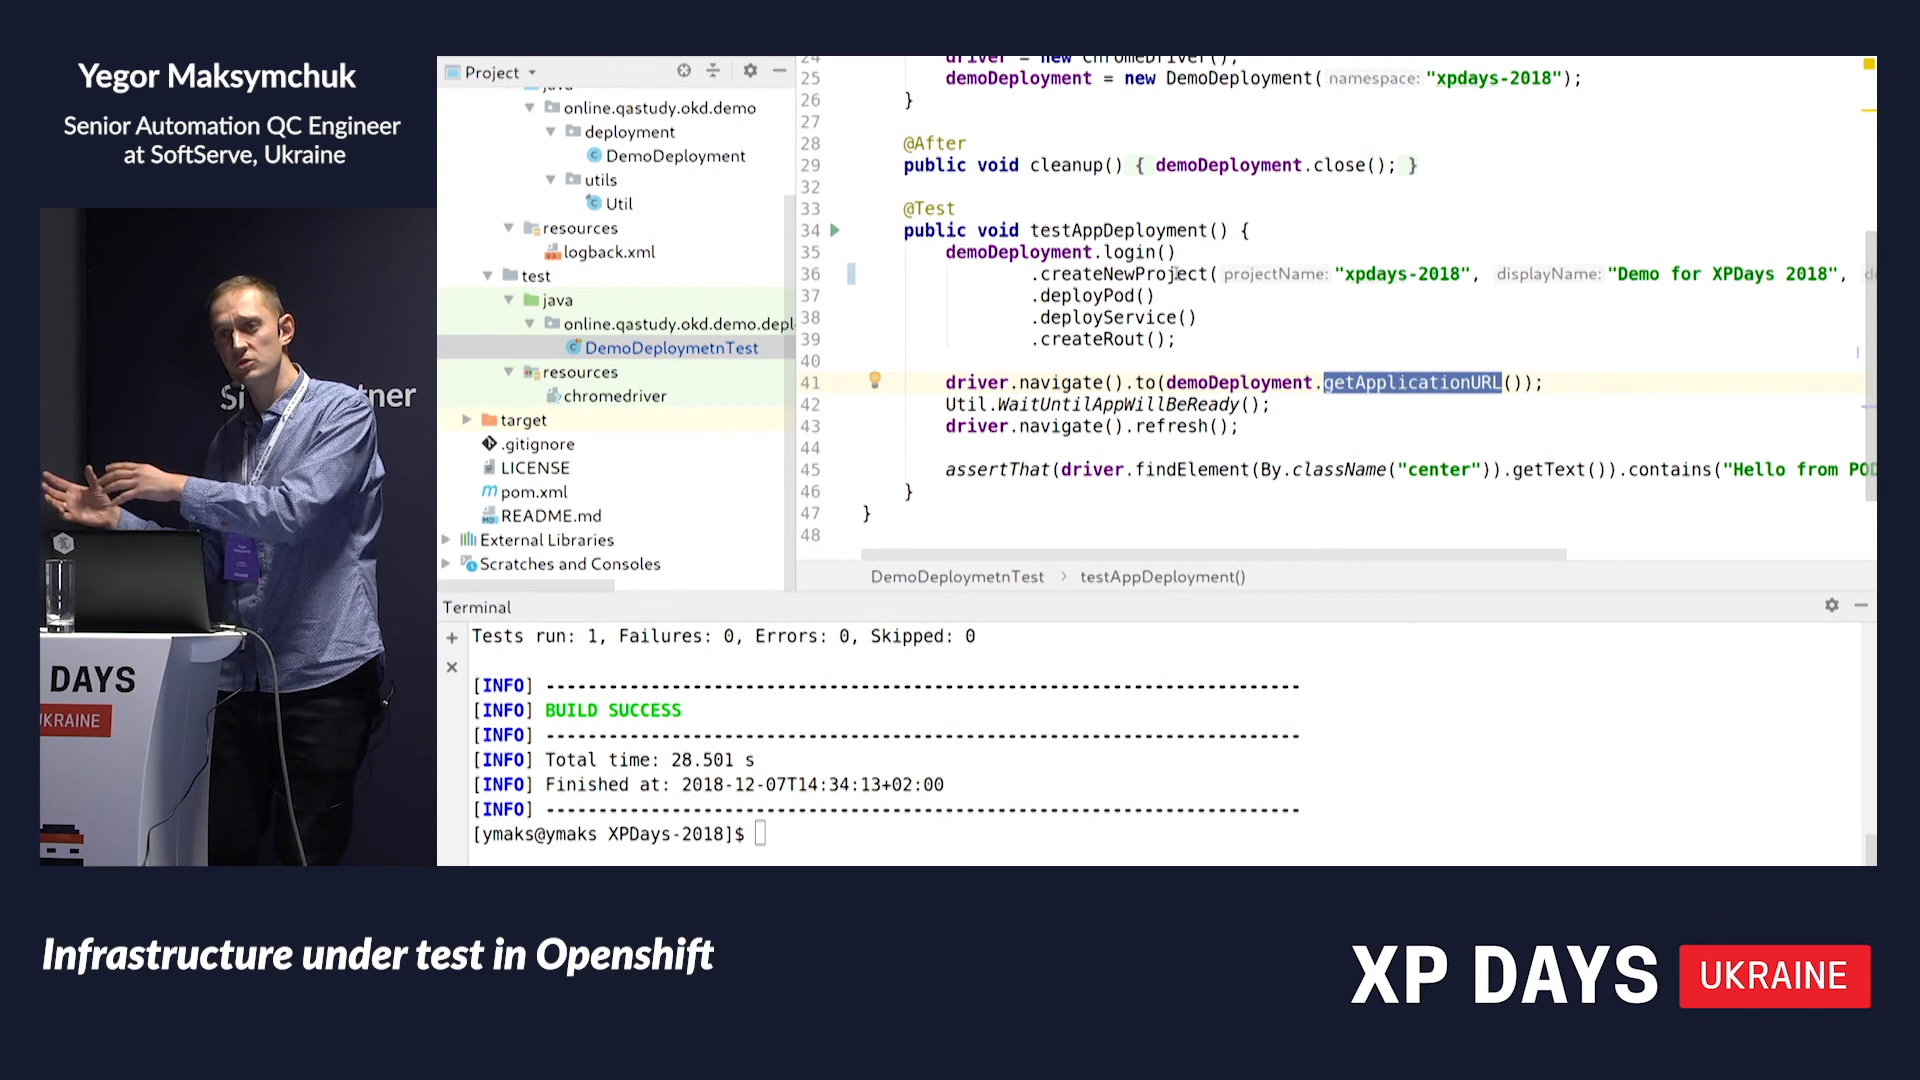 Yegor Maksymchuk
Senior Automation QC Engineer
at SoftServe, Ukraine
Project
java
online.qastudy.okd.demo
deployment
DemoDeployment
utils
Util
resources
logback.xml
test
java
online.qastudy.okd.demo.depl
DemoDeploymetnTest
resources
chromedriver
target
.gitignore
LICENSE
pom.xml
README.md
External Libraries
Scratches and Consoles
24 driver = new ChromeDriver();
25 demoDeployment = new DemoDeployment( namespace: "xpdays-2018");
26 }
27
28 @After
29 public void cleanup() { demoDeployment.close(); }
32
33 @Test
34 public void testAppDeployment() {
35 demoDeployment.login()
36 .createNewProject( projectName: "xpdays-2018", displayName: "Demo for XPDays 2018",
37 .deployPod()
38 .deployService()
39 .createRout();
40
41 driver.navigate().to(demoDeployment.getApplicationURL());
42 Util.WaitUntilAppWillBeReady();
43 driver.navigate().refresh();
44
45 assertThat(driver.findElement(By.className("center")).getText()).contains("Hello from POD
46 }
47 }
48
DemoDeploymetnTest > testAppDeployment()
Terminal
Tests run: 1, Failures: 0, Errors: 0, Skipped: 0
[INFO] ------------------------------------------------------------------------
[INFO] BUILD SUCCESS
[INFO] ------------------------------------------------------------------------
[INFO] Total time: 28.501 s
[INFO] Finished at: 2018-12-07T14:34:13+02:00
[INFO] ------------------------------------------------------------------------
[ymaks@ymaks XPDays-2018]$
DAYS
UKRAINE
Infrastructure under test in Openshift
XP DAYS UKRAINE